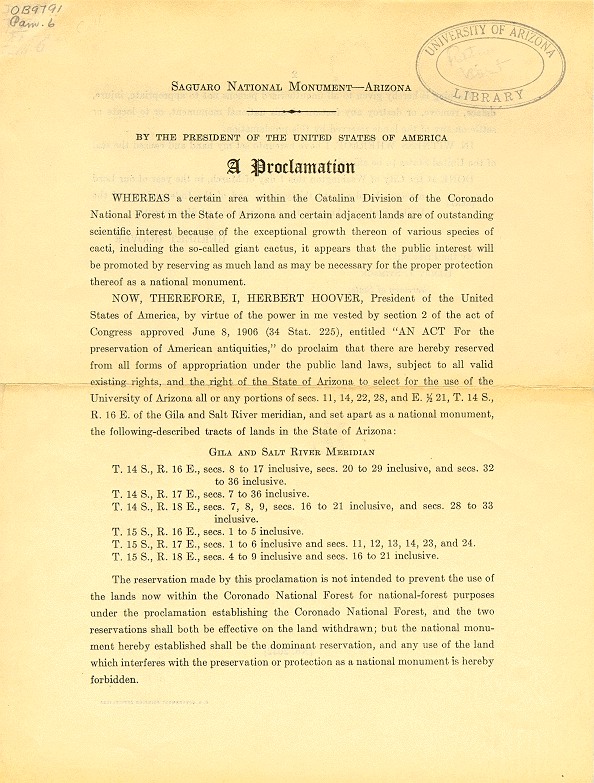 OB9791
Pam. 6
UNIVERSITY OF ARIZONA
LIBRARY
SAGUARO NATIONAL MONUMENT—ARIZONA
BY THE PRESIDENT OF THE UNITED STATES OF AMERICA
A Proclamation
WHEREAS a certain area within the Catalina Division of the Coronado
National Forest in the State of Arizona and certain adjacent lands are of outstanding
scientific interest because of the exceptional growth thereon of various species of
cacti, including the so-called giant cactus, it appears that the public interest will
be promoted by reserving as much land as may be necessary for the proper protection
thereof as a national monument.
NOW, THEREFORE, I, HERBERT HOOVER, President of the United
States of America, by virtue of the power in me vested by section 2 of the act of
Congress approved June 8, 1906 (34 Stat. 225), entitled "AN ACT For the
preservation of American antiquities," do proclaim that there are hereby reserved
from all forms of appropriation under the public land laws, subject to all valid
existing rights, and the right of the State of Arizona to select for the use of the
University of Arizona all or any portions of secs. 11, 14, 22, 28, and E. ½ 21, T. 14 S.,
R. 16 E. of the Gila and Salt River meridian, and set apart as a national monument,
the following-described tracts of lands in the State of Arizona:
GILA AND SALT RIVER MERIDIAN
T. 14 S., R. 16 E., secs. 8 to 17 inclusive, secs. 20 to 29 inclusive, and secs. 32
to 36 inclusive.
T. 14 S., R. 17 E., secs. 7 to 36 inclusive.
T. 14 S., R. 18 E., secs. 7, 8, 9, secs. 16 to 21 inclusive, and secs. 28 to 33
inclusive.
T. 15 S., R. 16 E., secs. 1 to 5 inclusive.
T. 15 S., R. 17 E., secs. 1 to 6 inclusive and secs. 11, 12, 13, 14, 23, and 24.
T. 15 S., R. 18 E., secs. 4 to 9 inclusive and secs. 16 to 21 inclusive.
The reservation made by this proclamation is not intended to prevent the use of
the lands now within the Coronado National Forest for national-forest purposes
under the proclamation establishing the Coronado National Forest, and the two
reservations shall both be effective on the land withdrawn; but the national monu-
ment hereby established shall be the dominant reservation, and any use of the land
which interferes with the preservation or protection as a national monument is hereby
forbidden.